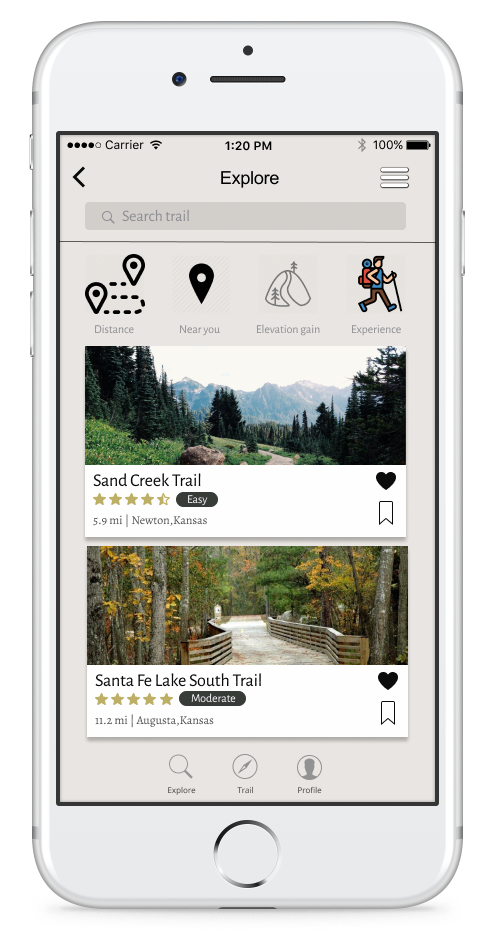 Carrier 1:20 PM 100%
Explore
Search trail
Distance Near you Elevation gain Experience
Sand Creek Trail
Easy
5.9 mi | Newton,Kansas
Santa Fe Lake South Trail
Moderate
11.2 mi | Augusta,Kansas
Explore Trail Profile